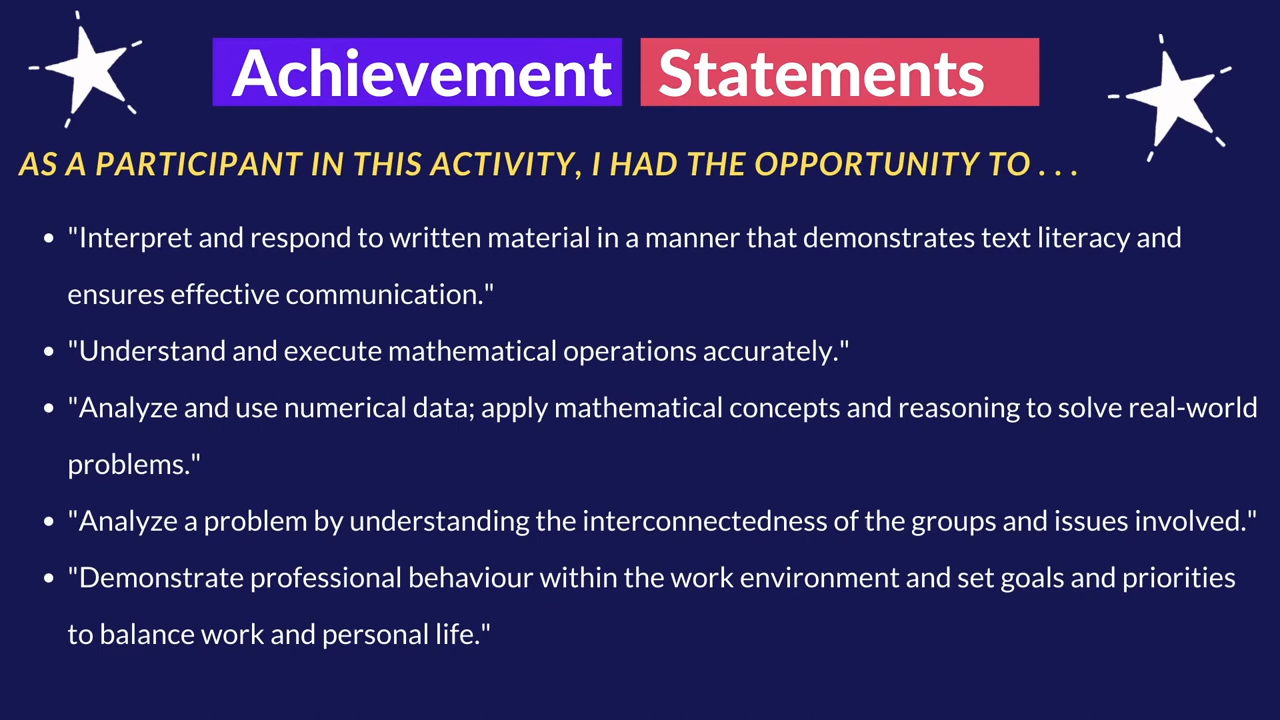 Achievement Statements
AS A PARTICIPANT IN THIS ACTIVITY, I HAD THE OPPORTUNITY TO . . .
• "Interpret and respond to written material in a manner that demonstrates text literacy and
ensures effective communication."
• "Understand and execute mathematical operations accurately."
• "Analyze and use numerical data; apply mathematical concepts and reasoning to solve real-world
problems."
• "Analyze a problem by understanding the interconnectedness of the groups and issues involved."
• "Demonstrate professional behaviour within the work environment and set goals and priorities
to balance work and personal life."